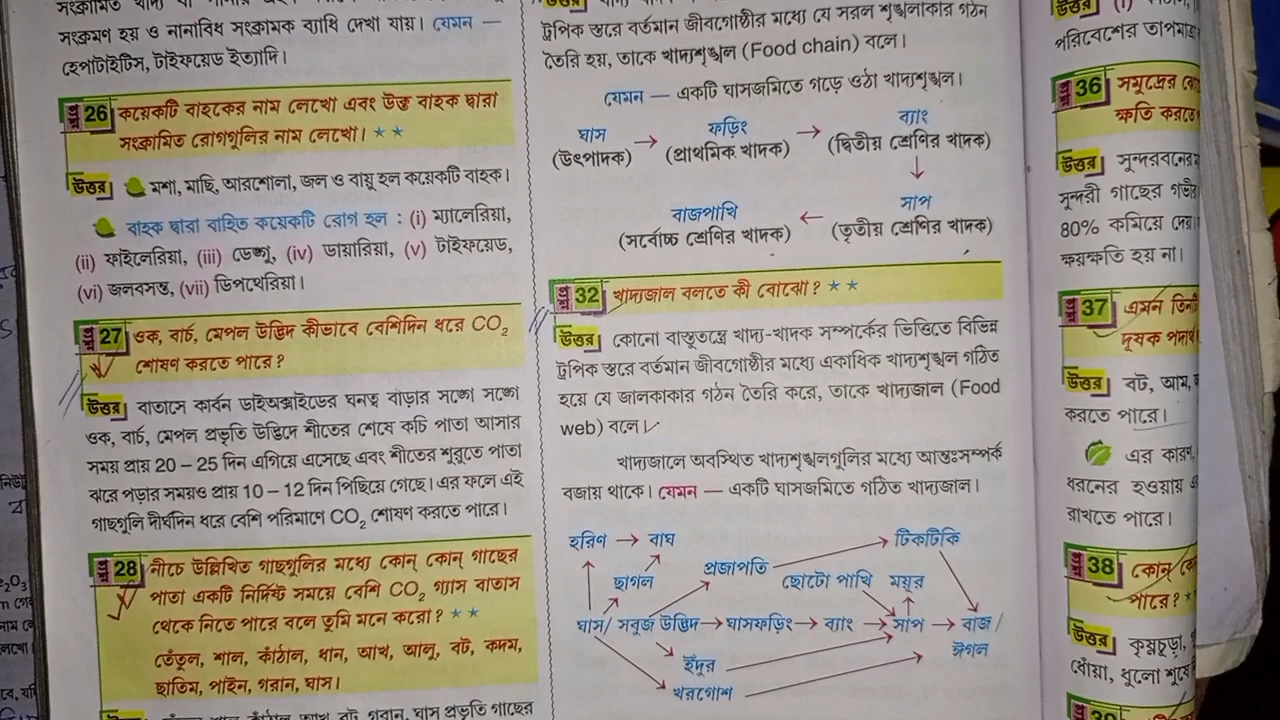 সংক্রমণ হয় ও নানাবিধ সংক্রামক ব্যাধি দেখা যায়। যেমন —
হেপাটাইটিস, টাইফয়েড ইত্যাদি।
প্রশ্ন 26 কয়েকটি বাহকের নাম লেখো এবং উক্ত বাহক দ্বারা
সংক্রামিত রোগগুলির নাম লেখো। ★ ★
উত্তর মশা, মাছি, আরশোলা, জল ও বায়ু হল কয়েকটি বাহক।
বাহক দ্বারা বাহিত কয়েকটি রোগ হল : (i) ম্যালেরিয়া,
(ii) ফাইলেরিয়া, (iii) ডেঙ্গু, (iv) ডায়ারিয়া, (v) টাইফয়েড,
(vi) জলবসন্ত, (vii) ডিপথেরিয়া।
প্রশ্ন 27 ওক, বার্চ, মেপল উদ্ভিদ কীভাবে বেশিদিন ধরে CO₂
শোষণ করতে পারে?
উত্তর বাতাসে কার্বন ডাইঅক্সাইডের ঘনত্ব বাড়ার সঙ্গে সঙ্গে
ওক, বার্চ, মেপল প্রভৃতি উদ্ভিদে শীতের শেষে কচি পাতা আসার
সময় প্রায় 20 – 25 দিন এগিয়ে এসেছে এবং শীতের শুরুতে পাতা
ঝরে পড়ার সময়ও প্রায় 10 – 12 দিন পিছিয়ে গেছে। এর ফলে এই
গাছগুলি দীর্ঘদিন ধরে বেশি পরিমাণে CO₂ শোষণ করতে পারে।
প্রশ্ন 28 নীচে উল্লিখিত গাছগুলির মধ্যে কোন্ কোন্ গাছের
পাতা একটি নির্দিষ্ট সময়ে বেশি CO₂ গ্যাস বাতাস
থেকে নিতে পারে বলে তুমি মনে করো? ★ ★
তেঁতুল, শাল, কাঁঠাল, ধান, আখ, আলু, বট, কদম,
ছাতিম, পাইন, গরান, ঘাস।
ট্রপিক স্তরে বর্তমান জীবগোষ্ঠীর মধ্যে যে সরল শৃঙ্খলাকার গঠন
তৈরি হয়, তাকে খাদ্যশৃঙ্খল (Food chain) বলে।
যেমন — একটি ঘাসজমিতে গড়ে ওঠা খাদ্যশৃঙ্খল।
ঘাস → ফড়িং → ব্যাং
(উৎপাদক) (প্রাথমিক খাদক) (দ্বিতীয় শ্রেণির খাদক)
↓
বাজপাখি ← সাপ
(সর্বোচ্চ শ্রেণির খাদক) (তৃতীয় শ্রেণির খাদক)
প্রশ্ন 32 খাদ্যজাল বলতে কী বোঝো? ★ ★
উত্তর কোনো বাস্তুতন্ত্রে খাদ্য-খাদক সম্পর্কের ভিত্তিতে বিভিন্ন
ট্রপিক স্তরে বর্তমান জীবগোষ্ঠীর মধ্যে একাধিক খাদ্যশৃঙ্খল গঠিত
হয়ে যে জালকাকার গঠন তৈরি করে, তাকে খাদ্যজাল (Food
web) বলে।
খাদ্যজালে অবস্থিত খাদ্যশৃঙ্খলগুলির মধ্যে আন্তঃসম্পর্ক
বজায় থাকে। যেমন — একটি ঘাসজমিতে গঠিত খাদ্যজাল।
হরিণ → বাঘ টিকটিকি
ছাগল প্রজাপতি ছোটো পাখি ময়ূর
ঘাস/ সবুজ উদ্ভিদ → ঘাসফড়িং → ব্যাং → সাপ → বাজ/
ইঁদুর ঈগল
খরগোশ
উত্তর (i)
পরিবেশের
প্রশ্ন 36 সমুদ্রের
ক্ষতি করতে
উত্তর সুন্দরবনের
সুন্দরী গাছের
80% কমিয়ে দেয়।
ক্ষয়ক্ষতি হয় না।
প্রশ্ন 37 এমন
দূষক
উত্তর বট, আম,
করতে পারে।
এর কারণ,
ধরনের হওয়ায়
রাখতে পারে।
প্রশ্ন 38 কোন্
পারে?
উত্তর কৃষ্ণচূড়া,
ধোঁয়া, ধুলো